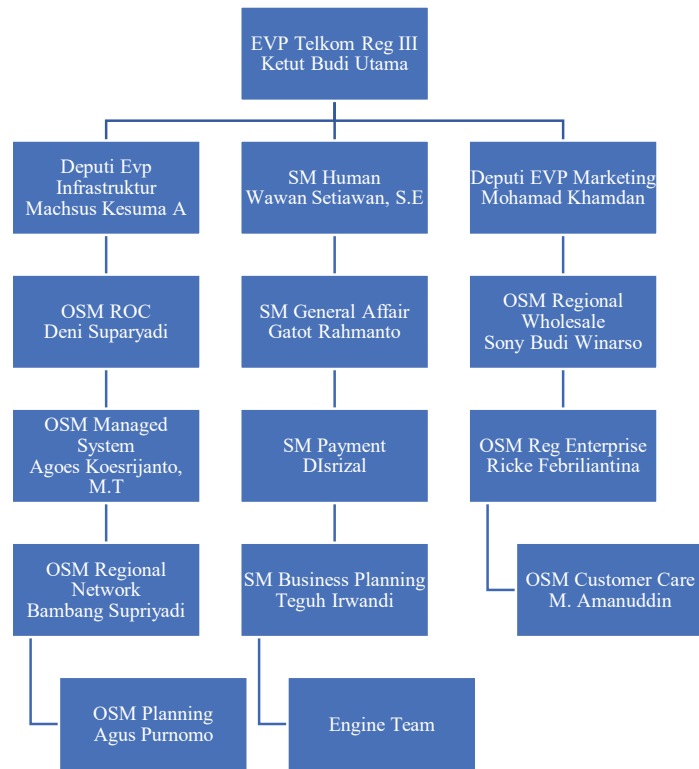 EVP Telkom Reg III
Ketut Budi Utama
Deputi Evp
Infrastruktur
Machsus Kesuma A
SM Human
Wawan Setiawan, S.E
Deputi EVP Marketing
Mohamad Khamdan
OSM ROC
Deni Suparyadi
SM General Affair
Gatot Rahmanto
OSM Regional
Wholesale
Sony Budi Winarso
OSM Managed
System
Agoes Koesrijanto,
M.T
SM Payment
DIsrizal
OSM Reg Enterprise
Ricke Febriliantina
OSM Regional
Network
Bambang Supriyadi
SM Business Planning
Teguh Irwandi
OSM Customer Care
M. Amanuddin
OSM Planning
Agus Purnomo
Engine Team